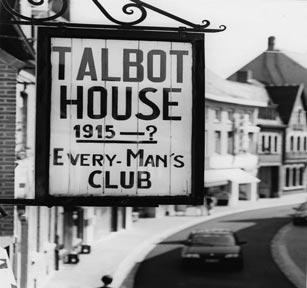 TALBOT
HOUSE
1915 — ?
EVERY-MAN'S
CLUB